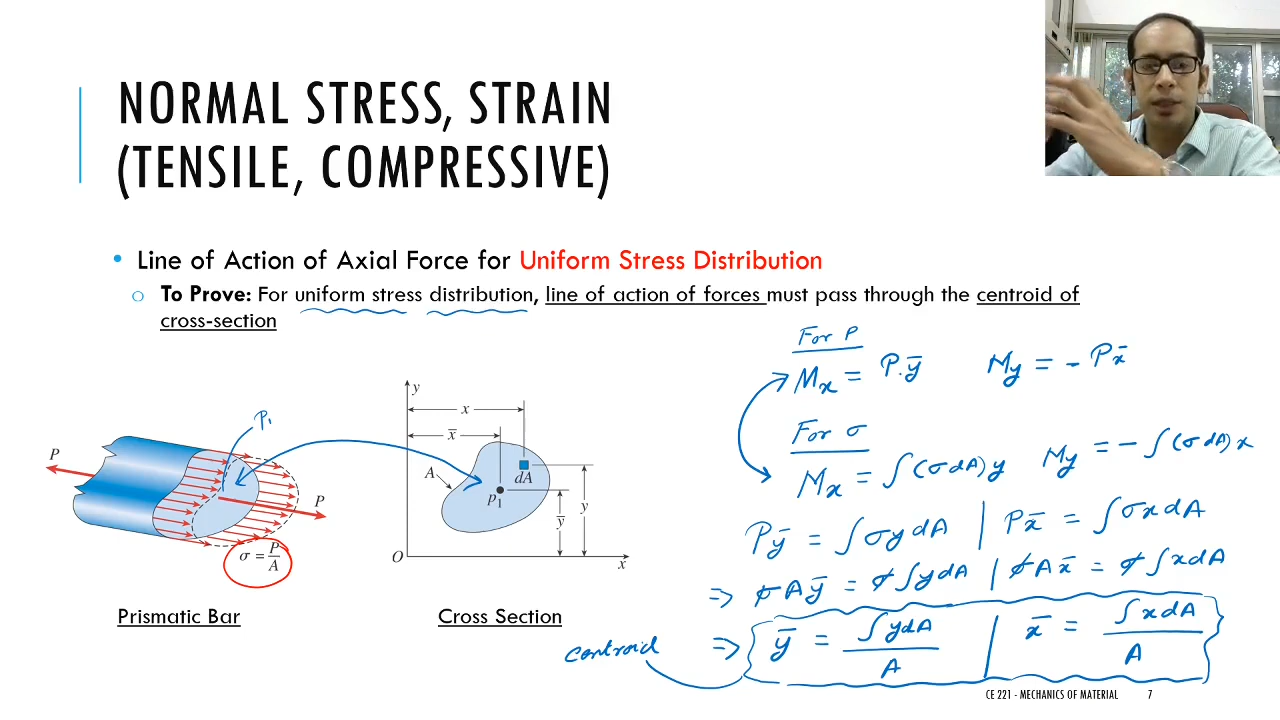 NORMAL STRESS, STRAIN
(TENSILE, COMPRESSIVE)
• Line of Action of Axial Force for Uniform Stress Distribution
o To Prove: For uniform stress distribution, line of action of forces must pass through the centroid of
cross-section
P
P₁
P
σ = P/A
Prismatic Bar
y
x
x̄
A
dA
p₁
y
ȳ
O
x
Cross Section
For P
Mx = P.ȳ My = - Px̄
For σ
Mx = ∫(σdA)y My = - ∫(σdA)x
Pȳ = ∫σydA | Px̄ = ∫σxdA
⇒ σAȳ = σ∫ydA | σAx̄ = σ∫xdA
centroid ⇒ ȳ = ∫ydA/A | x̄ = ∫xdA/A
CE 221 - MECHANICS OF MATERIAL 7